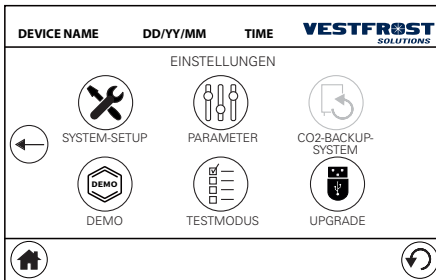 DEVICE NAME DD/YY/MM TIME VESTFROST
SOLUTIONS
EINSTELLUNGEN
SYSTEM-SETUP PARAMETER CO2-BACKUP-
SYSTEM
DEMO
DEMO TESTMODUS UPGRADE